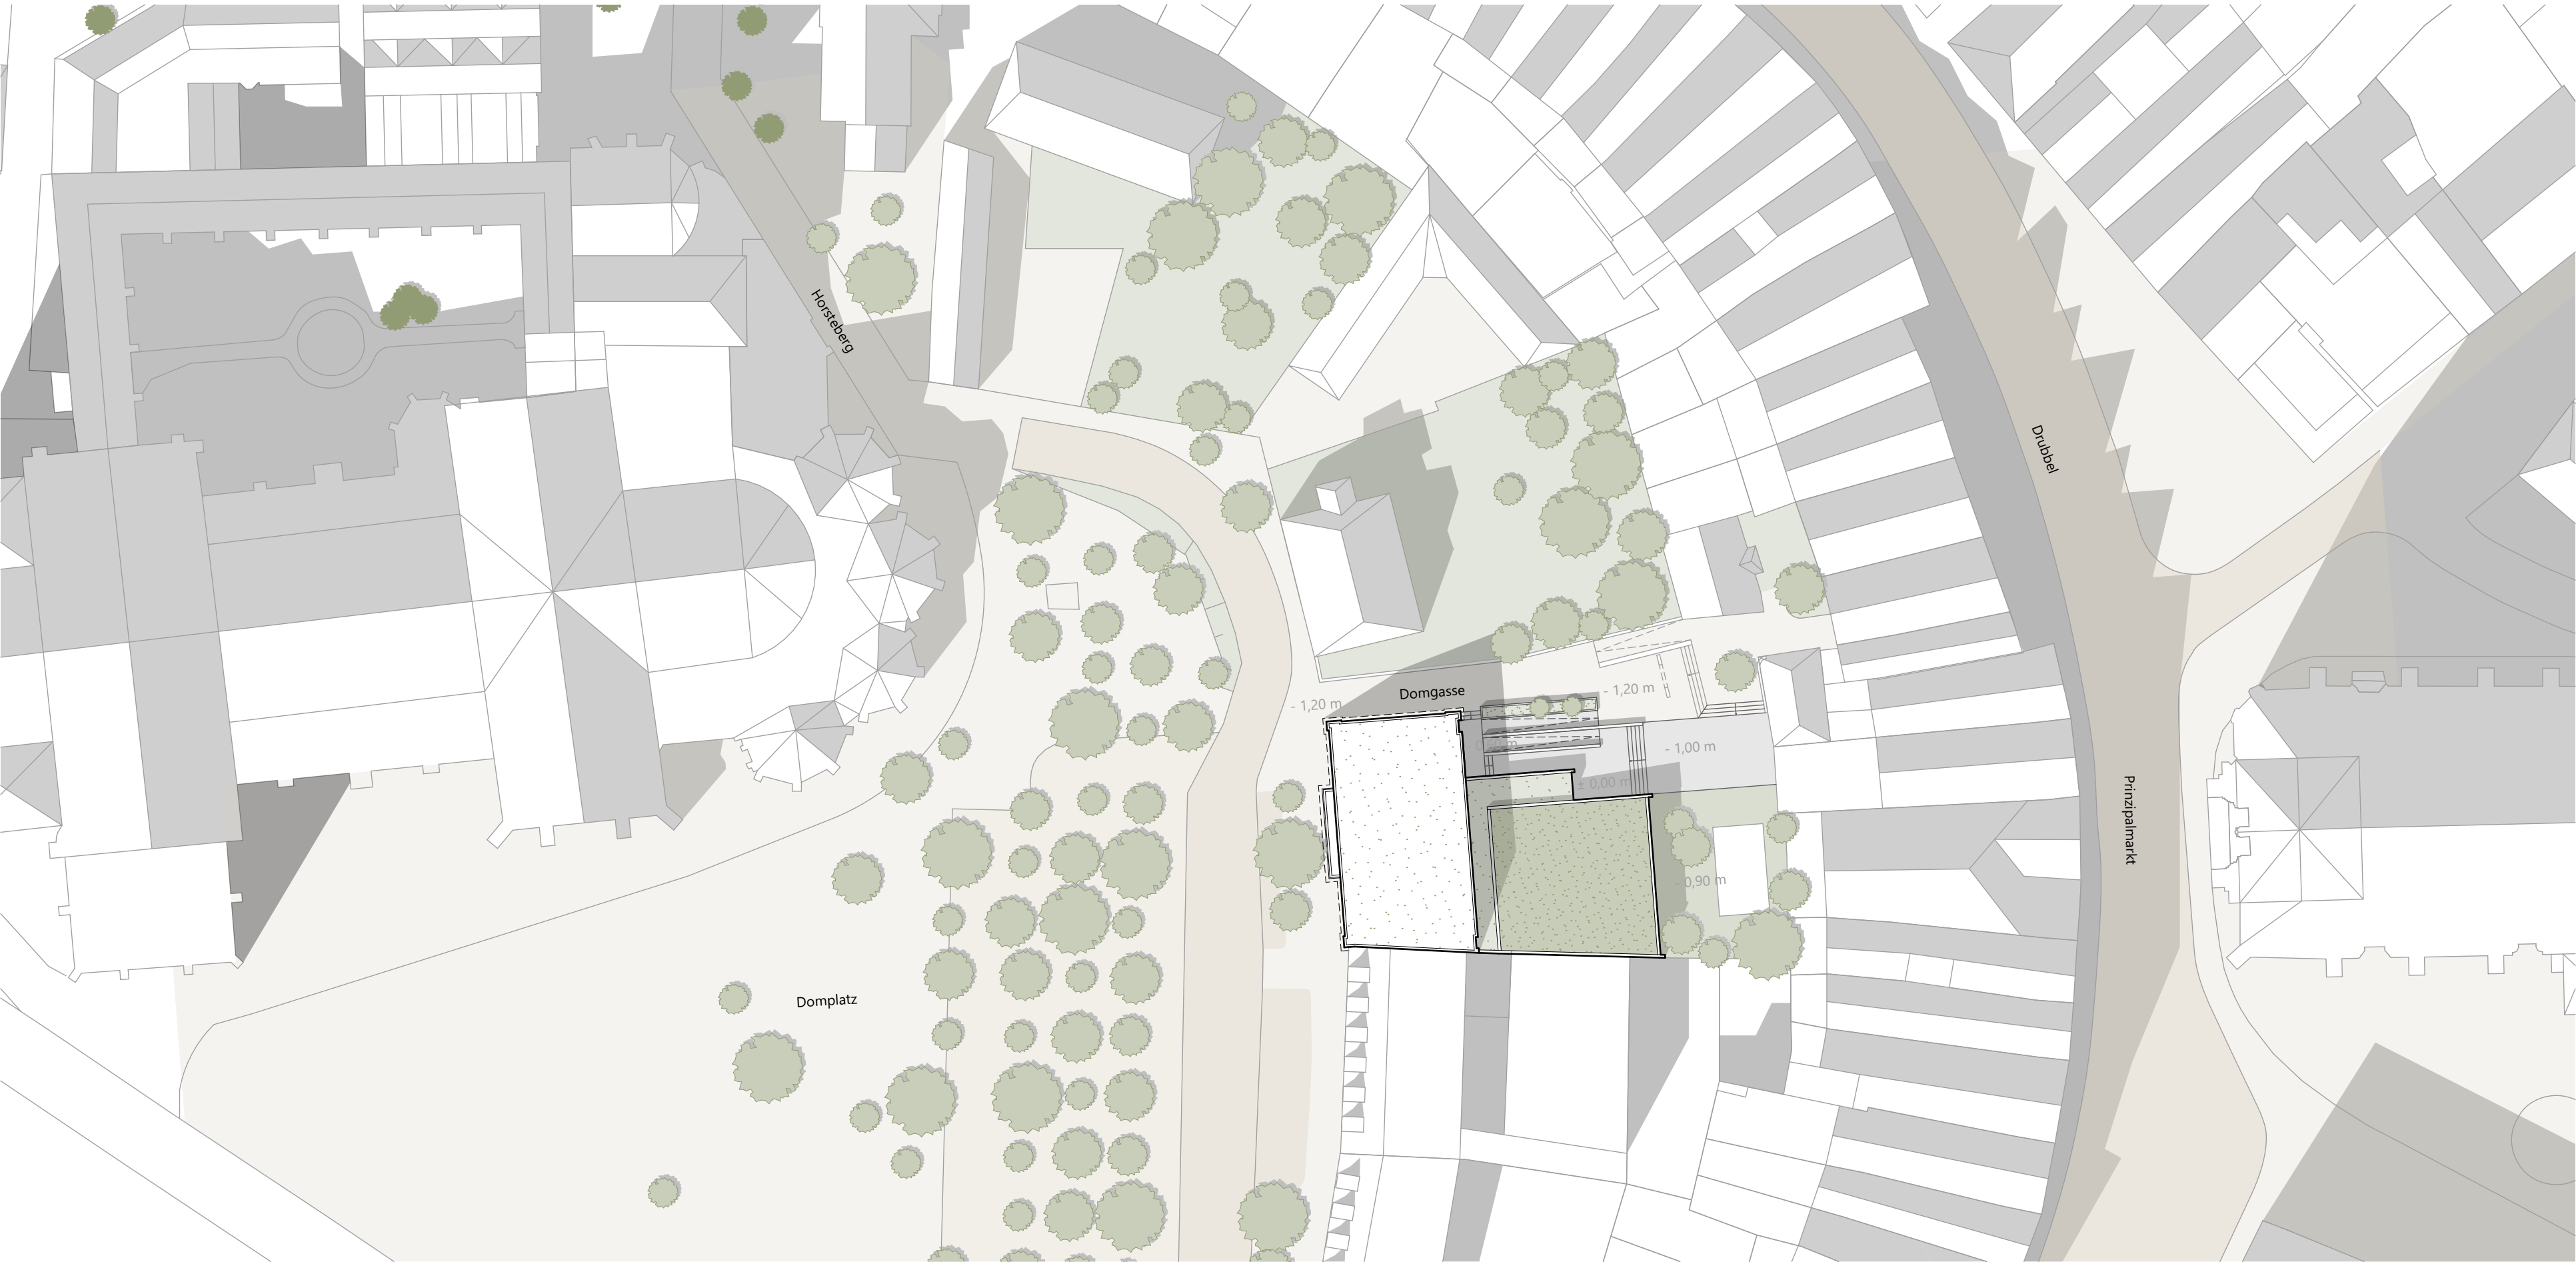 Horsteberg
Drubbel
Domgasse
- 1,20 m
- 1,20 m
- 1,00 m
± 0,00 m
0,90 m
Prinzipalmarkt
Domplatz